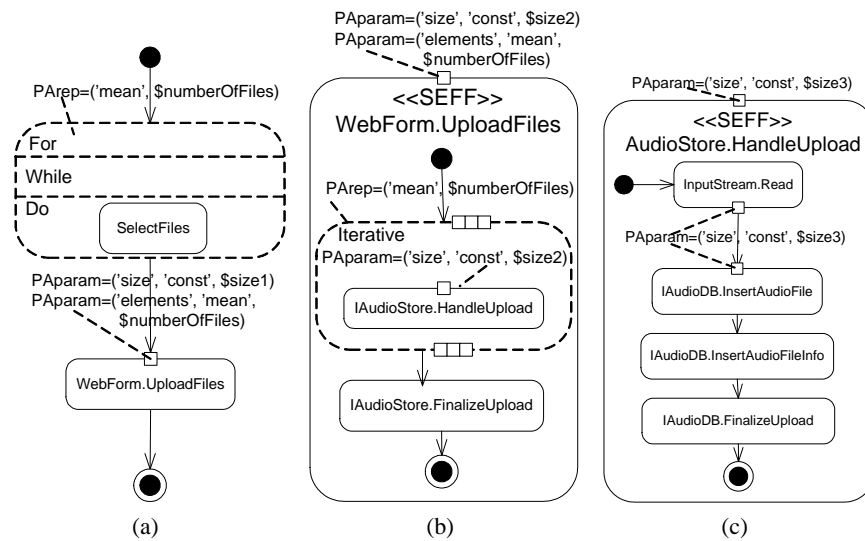 PArep=('mean', $numberOfFiles)
For
While
Do
SelectFiles
PAparam=('size', 'const', $size1)
PAparam=('elements', 'mean',
$numberOfFiles)
WebForm.UploadFiles
(a)
PAparam=('size', 'const', $size2)
PAparam=('elements', 'mean',
$numberOfFiles)
<<SEFF>>
WebForm.UploadFiles
PArep=('mean', $numberOfFiles)
Iterative
PAparam=('size', 'const', $size2)
IAudioStore.HandleUpload
IAudioStore.FinalizeUpload
(b)
PAparam=('size', 'const', $size3)
<<SEFF>>
AudioStore.HandleUpload
InputStream.Read
PAparam=('size', 'const', $size3)
IAudioDB.InsertAudioFile
IAudioDB.InsertAudioFileInfo
IAudioDB.FinalizeUpload
(c)